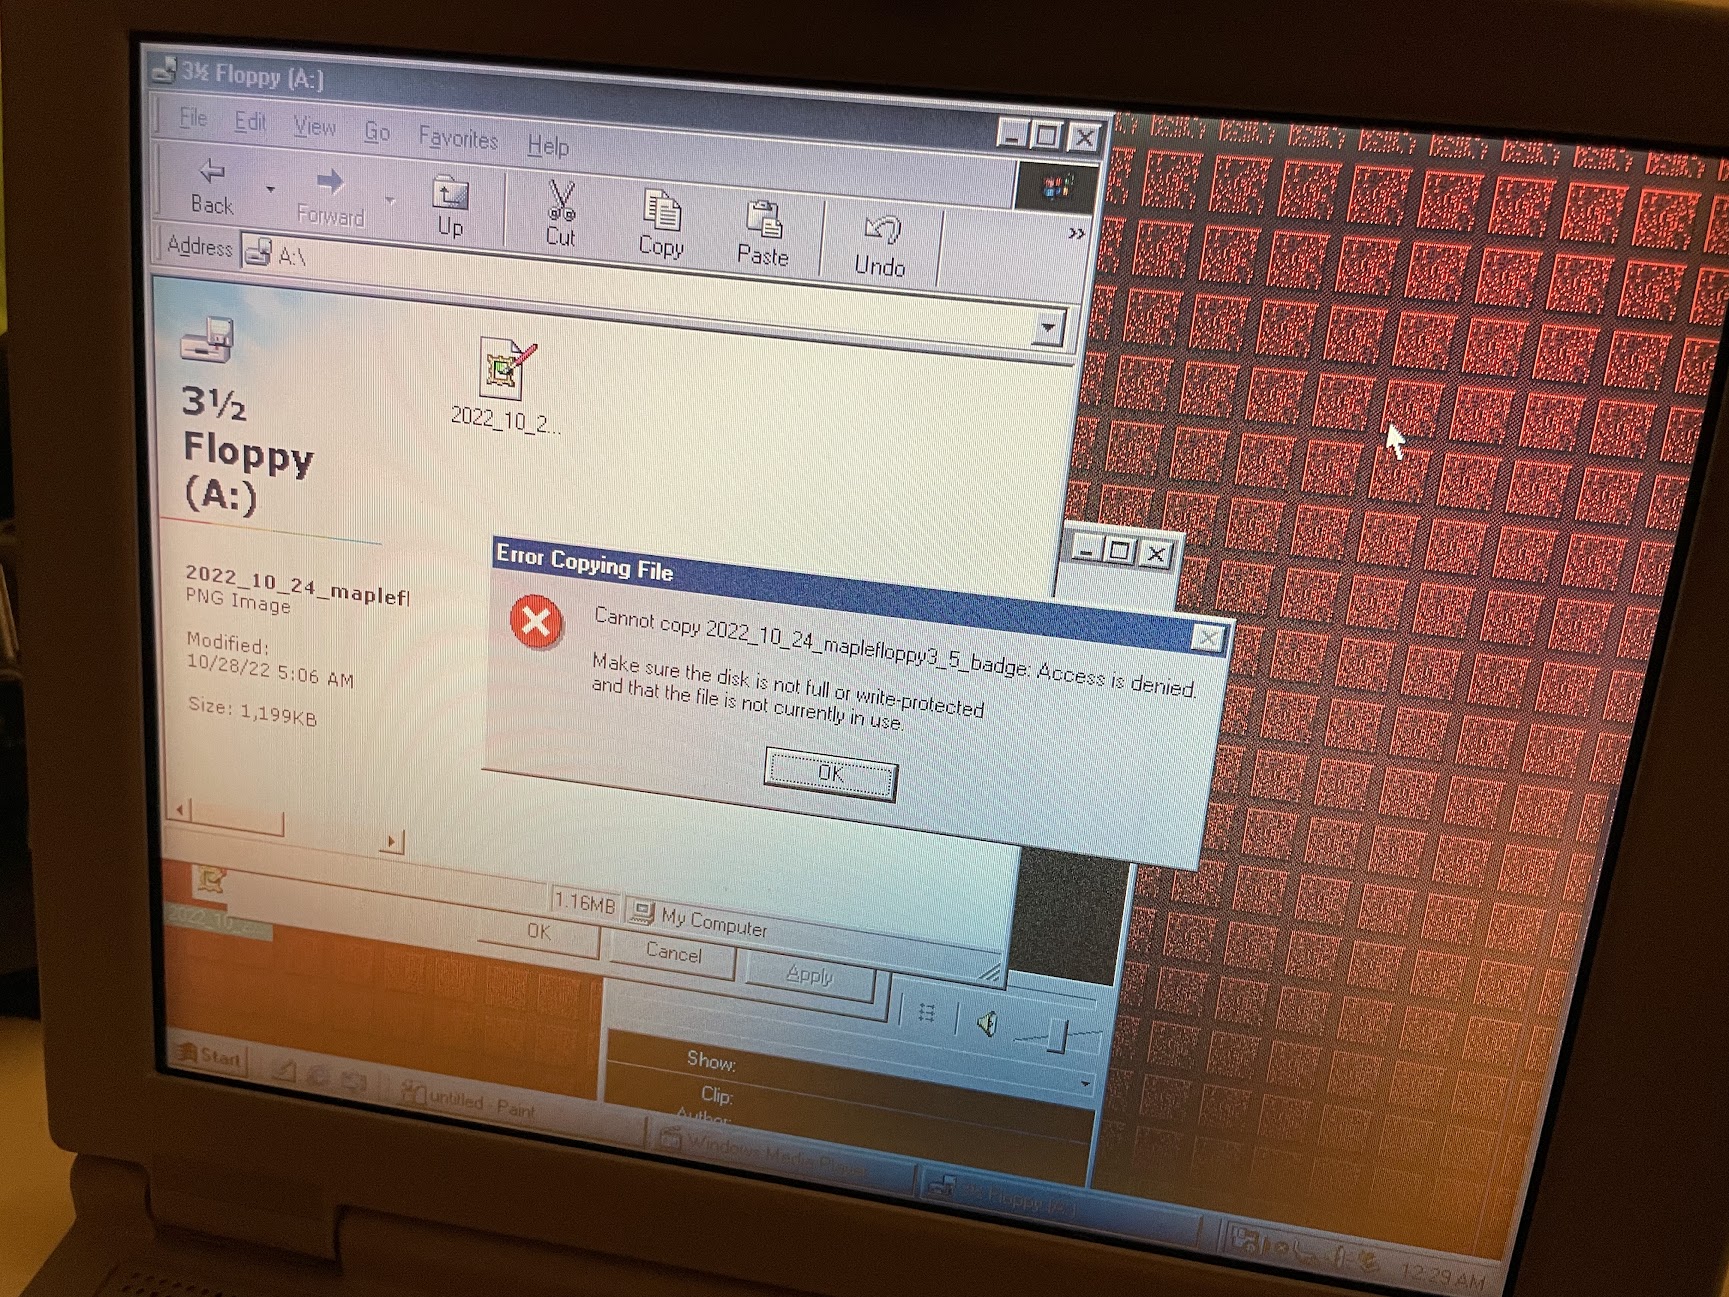 3½ Floppy (A:)
File Edit View Go Favorites Help
Back Forward Up Cut Copy Paste Undo »
Address A:\
3½
Floppy
(A:)
2022_10_2...
2022_10_24_maplefl
PNG Image
Modified:
10/28/22 5:06 AM
Size: 1,199KB
Error Copying File
Cannot copy 2022_10_24_maplefloppy3_5_badge: Access is denied.
Make sure the disk is not full or write-protected
and that the file is not currently in use.
OK
1.16MB My Computer
2022_10_2...
OK Cancel Apply
Show:
Clip:
Author:
Start untitled - Paint Windows Media Player 3½ Floppy (A:) 12:29 AM